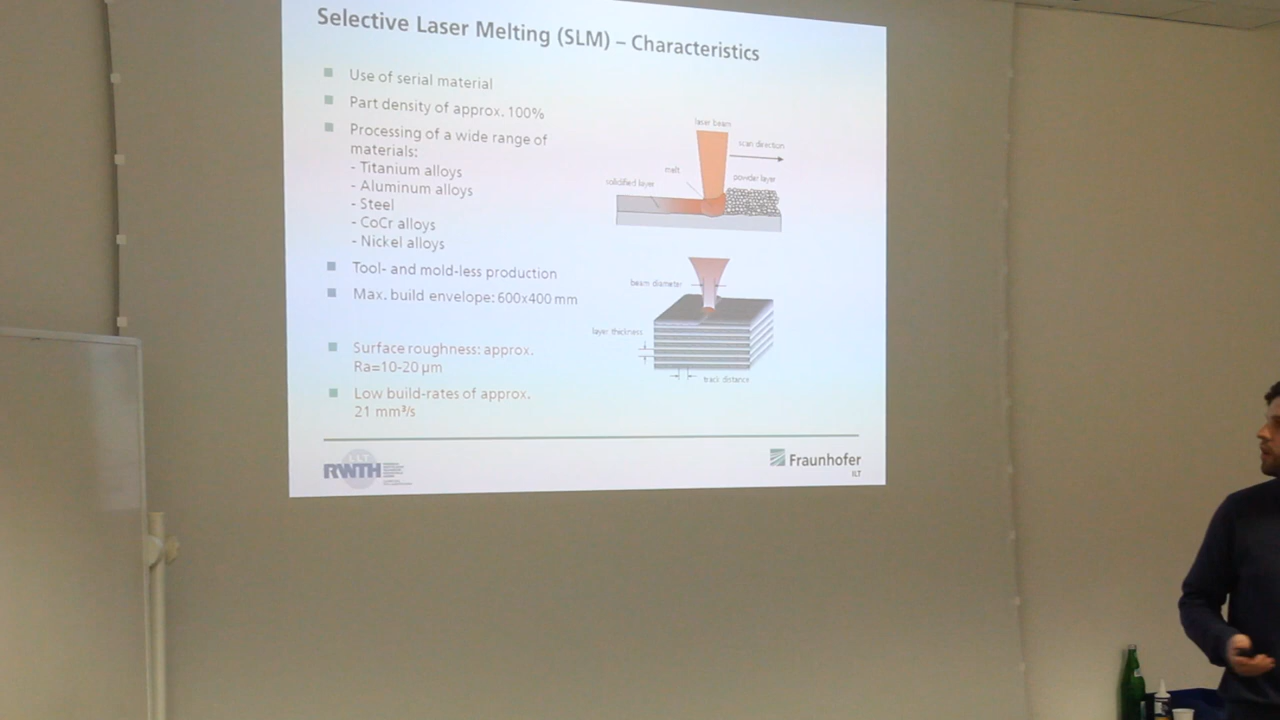 Selective Laser Melting (SLM) – Characteristics
Use of serial material
Part density of approx. 100%
Processing of a wide range of
materials:
- Titanium alloys
- Aluminum alloys
- Steel
- CoCr alloys
- Nickel alloys
Tool- and mold-less production
Max. build envelope: 600x400 mm
Surface roughness: approx.
Ra=10-20 µm
Low build-rates of approx.
21 mm³/s
laser beam
scan direction
melt
powder layer
solidified layer
beam diameter
layer thickness
track distance
RWTH
Fraunhofer
ILT